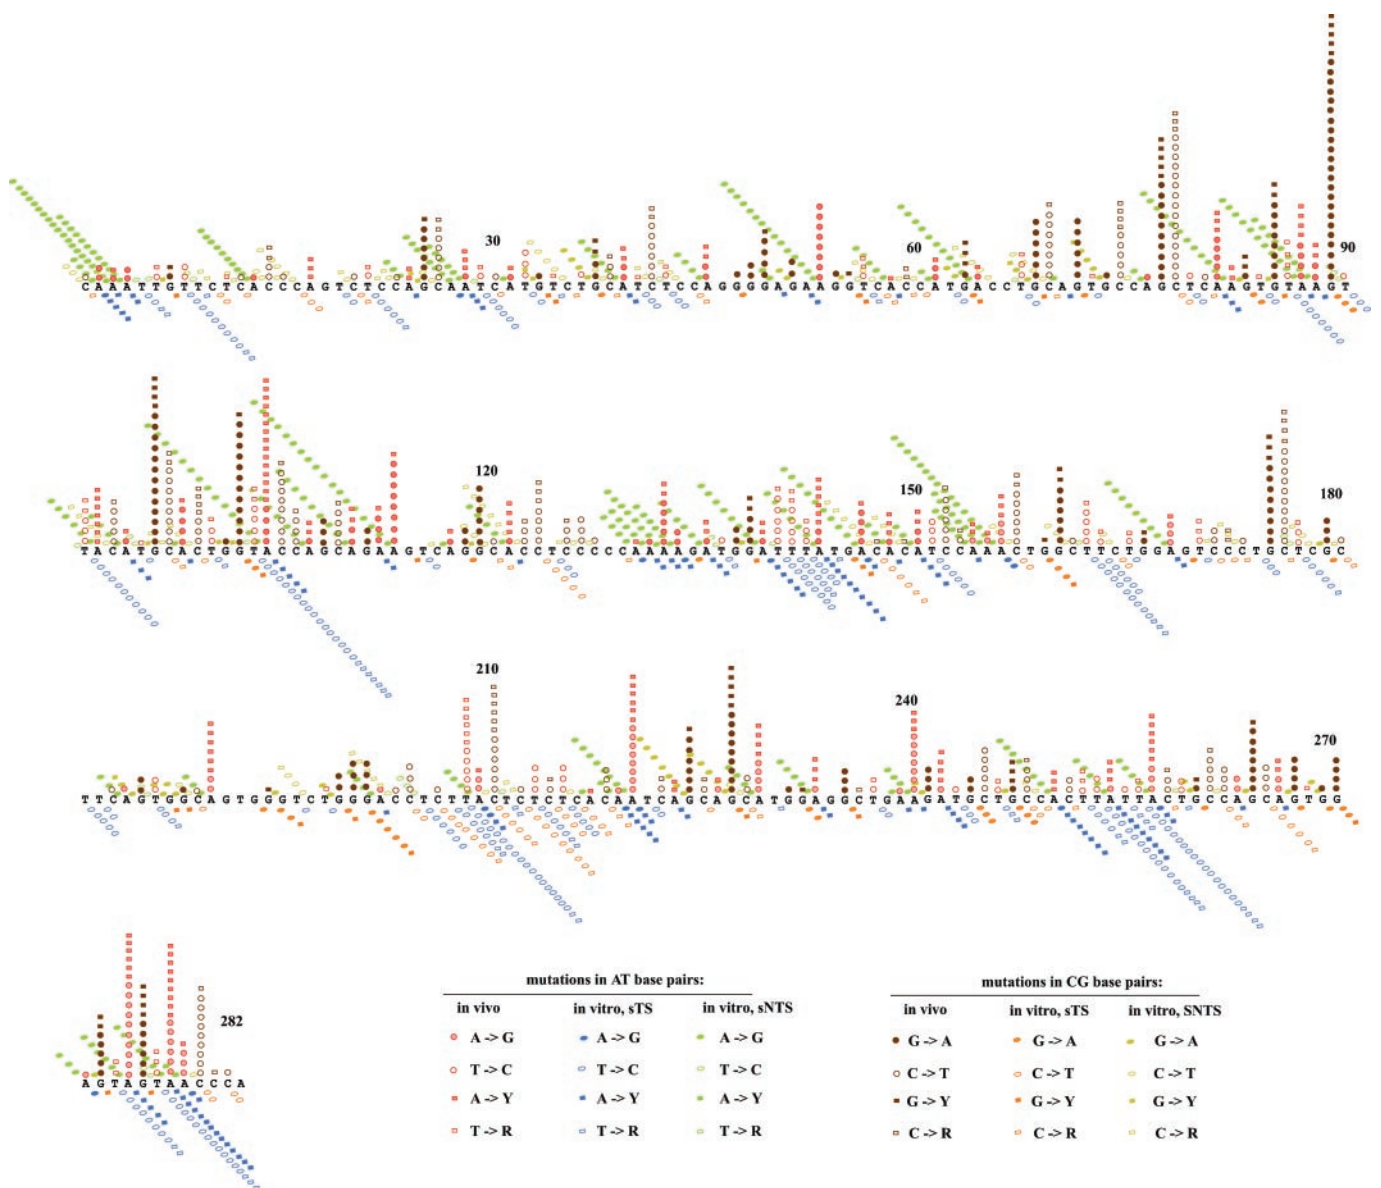 30 60 90
CAAATTGTTCTCACCCAGTCTCCAGCAATCATGTCTGCATCTCCAGGGGAGAAGGTCACCATGACCTGCAGTGCCAGCTCAAGTGTAAGT
120 150 180
TACATGCACTGGTACCAGCAGAAGTCAGGCACCTCCCCCAAAAGATGGATTTATGACACATCCAAACTGGCTTCTGGAGTCCCTGCTCGC
210 240 270
TTCAGTGGCAGTGGGTCTGGGACCTCTTACTCTCTCACAATCAGCAGCATGGAGGCTGAAGATGCTGCCACTTATTACTGCCAGCAGTGG
282
AGTAGTAACCCA
mutations in AT base pairs:
in vivo in vitro, sTS in vitro, sNTS
A -> G A -> G A -> G
T -> C T -> C T -> C
A -> Y A -> Y A -> Y
T -> R T -> R T -> R
mutations in CG base pairs:
in vivo in vitro, sTS in vitro, SNTS
G -> A G -> A G -> A
C -> T C -> T C -> T
G -> Y G -> Y G -> Y
C -> R C -> R C -> R